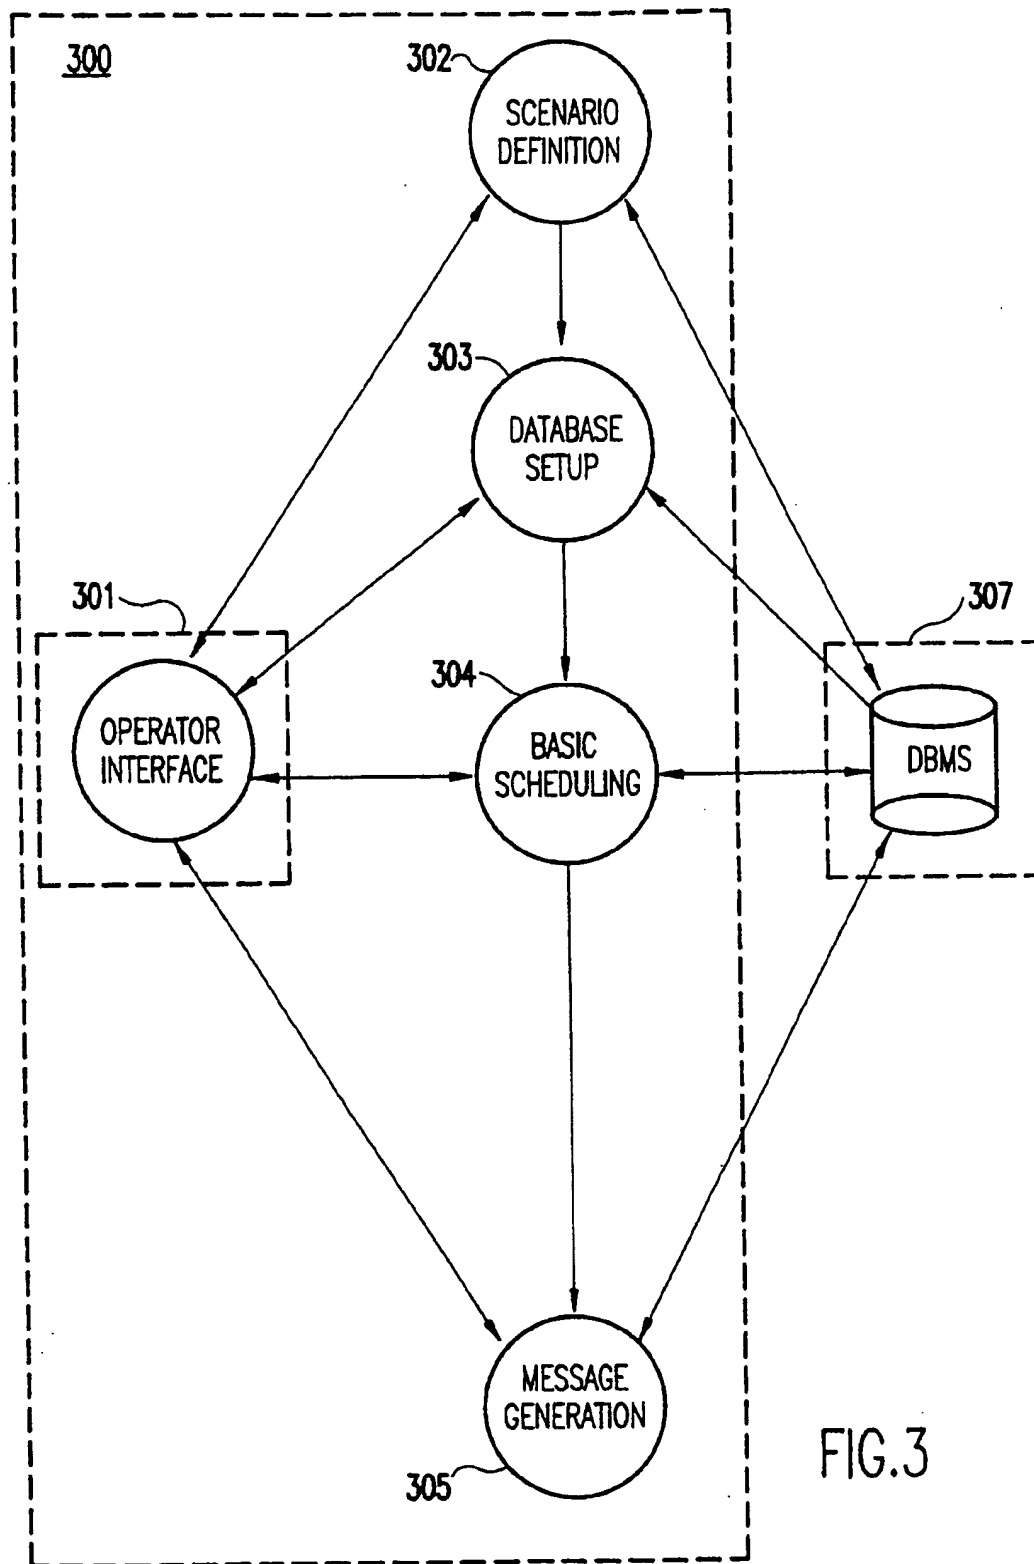 300
302
SCENARIO
DEFINITION
303
DATABASE
SETUP
301
307
304
OPERATOR
INTERFACE
BASIC
SCHEDULING
DBMS
MESSAGE
GENERATION
305
FIG.3